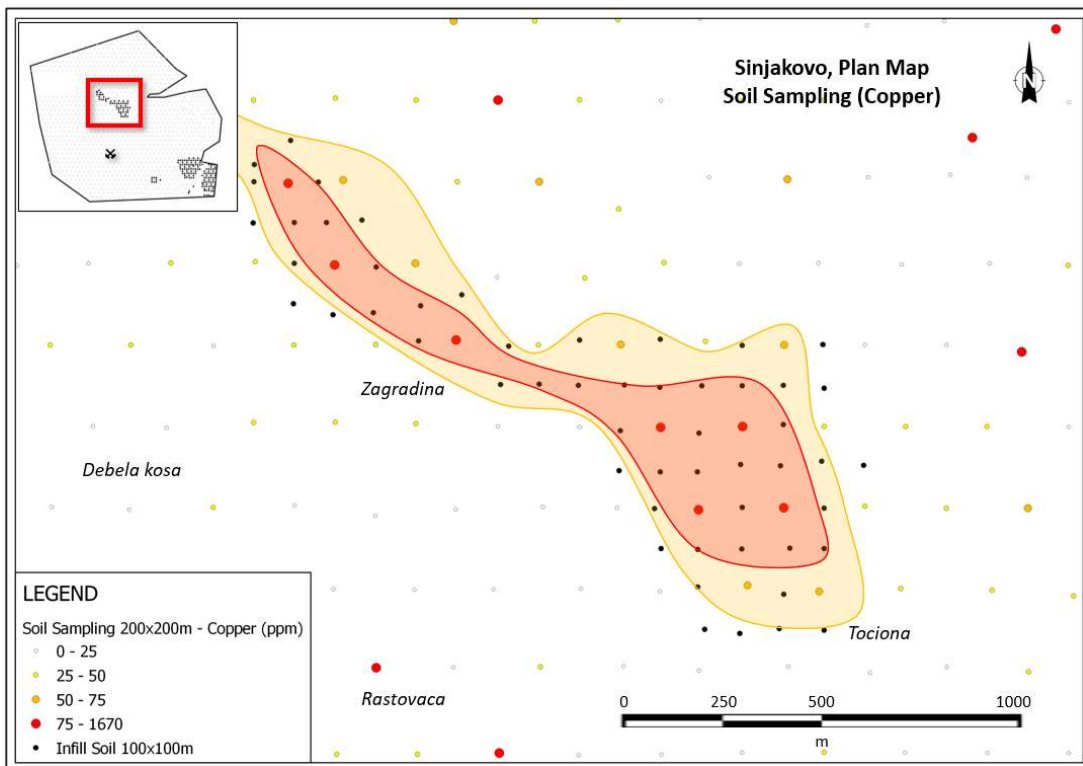 Sinjakovo, Plan Map
Soil Sampling (Copper)
N
Zagradina
Debela kosa
Tociona
Rastovaca
LEGEND
Soil Sampling 200x200m - Copper (ppm)
0 - 25
25 - 50
50 - 75
75 - 1670
Infill Soil 100x100m
0 250 500 1000
m